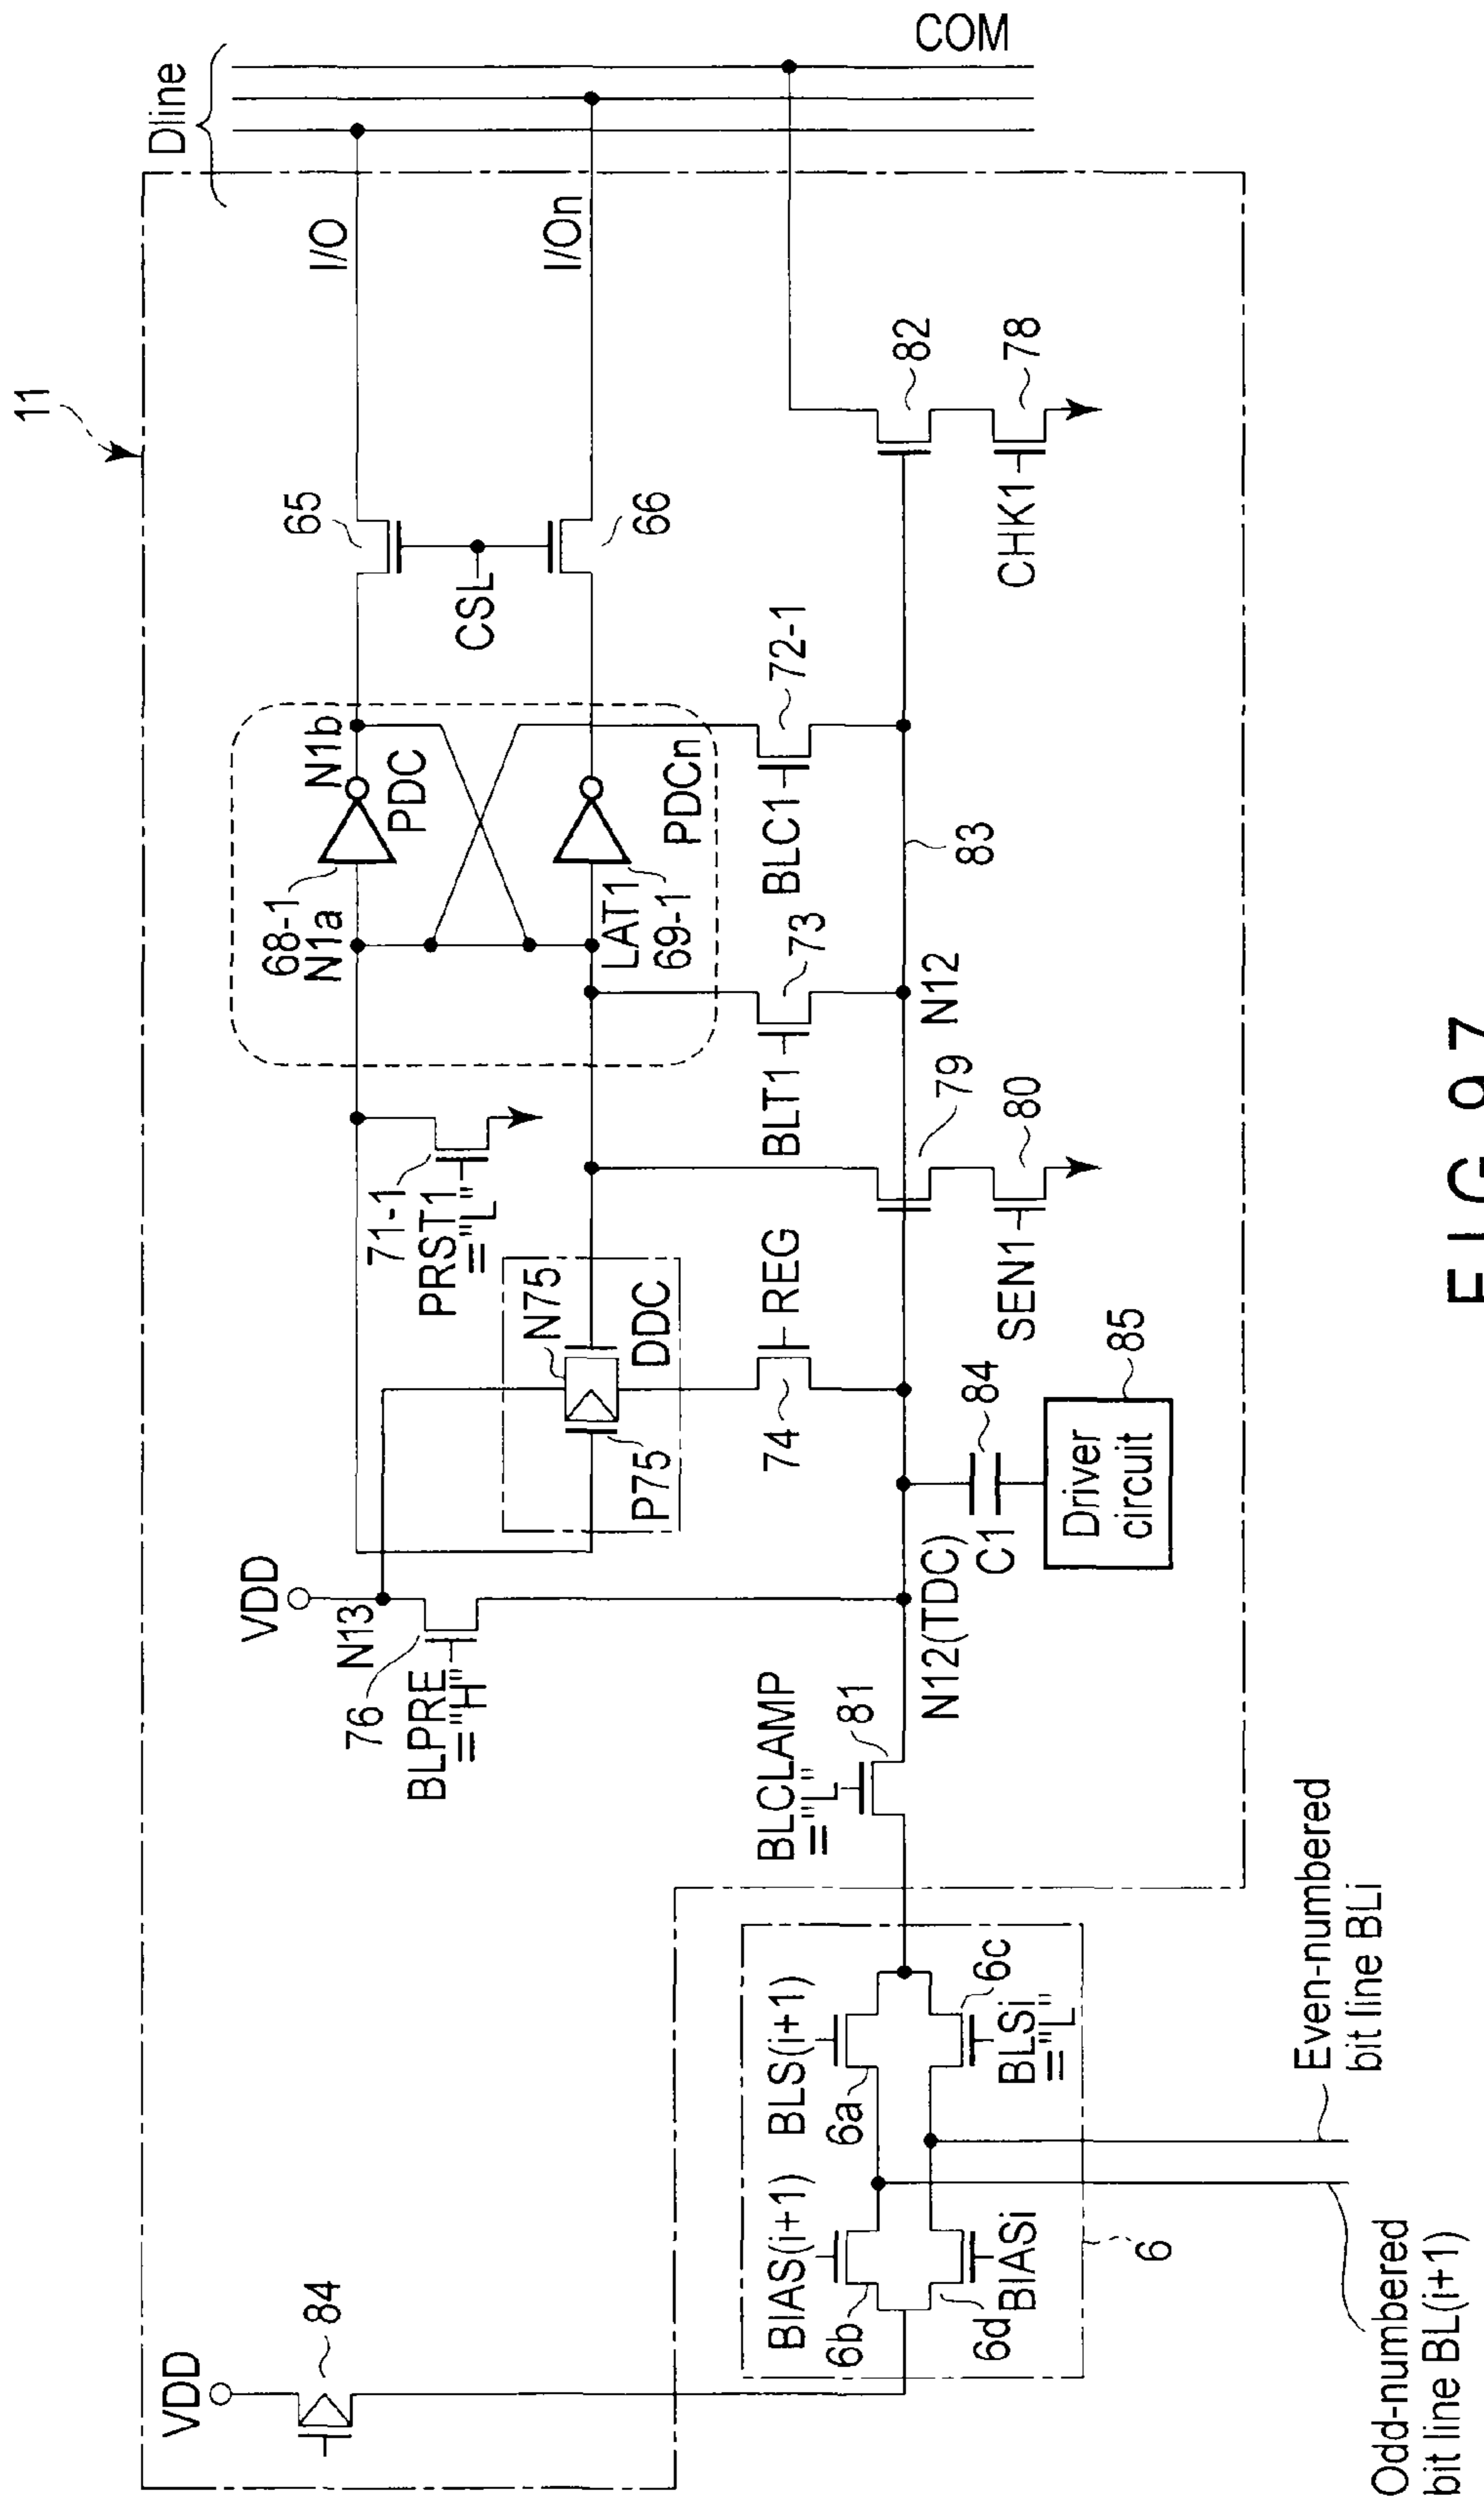 11
Dline
COM
I/O
I/On
65
66
CSL
82
78
CHK1
N1b
PDC
68-1
N1a
LAT1
69-1
PDCn
72-1
BLC1
83
73
BLT1
N12
79
80
SEN1
71-1
PRST1
="L"
N75
DDC
P75
REG
74
84
C1
85
Driver
circuit
VDD
N13
76
BLPRE
="H"
N12(TDC)
BLCLAMP
="L"
81
VDD
84
BIAS(i+1)
BLS(i+1)
6b
6a
6d
BIASi
BLSi
="L"
6c
6
Even-numbered
bit line BLi
Odd-numbered
bit line BL(i+1)